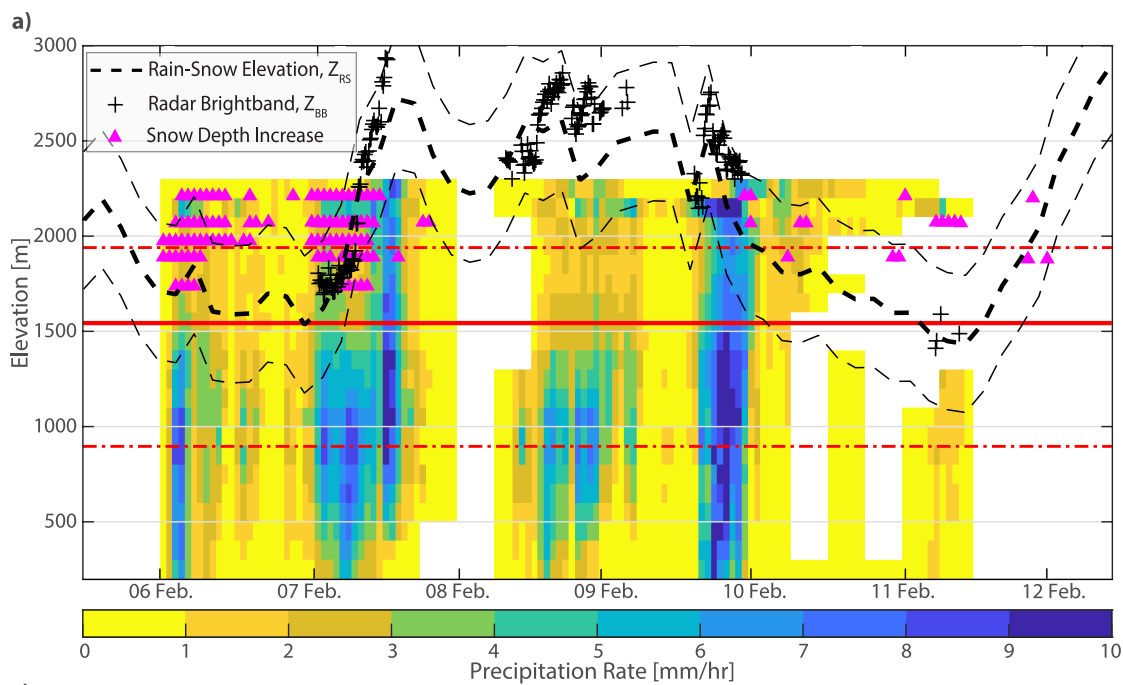 a)
3000
2500
2000
1500
1000
500
Elevation [m]
Rain-Snow Elevation, Z_RS
Radar Brightband, Z_BB
Snow Depth Increase
06 Feb. 07 Feb. 08 Feb. 09 Feb. 10 Feb. 11 Feb. 12 Feb.
0 1 2 3 4 5 6 7 8 9 10
Precipitation Rate [mm/hr]